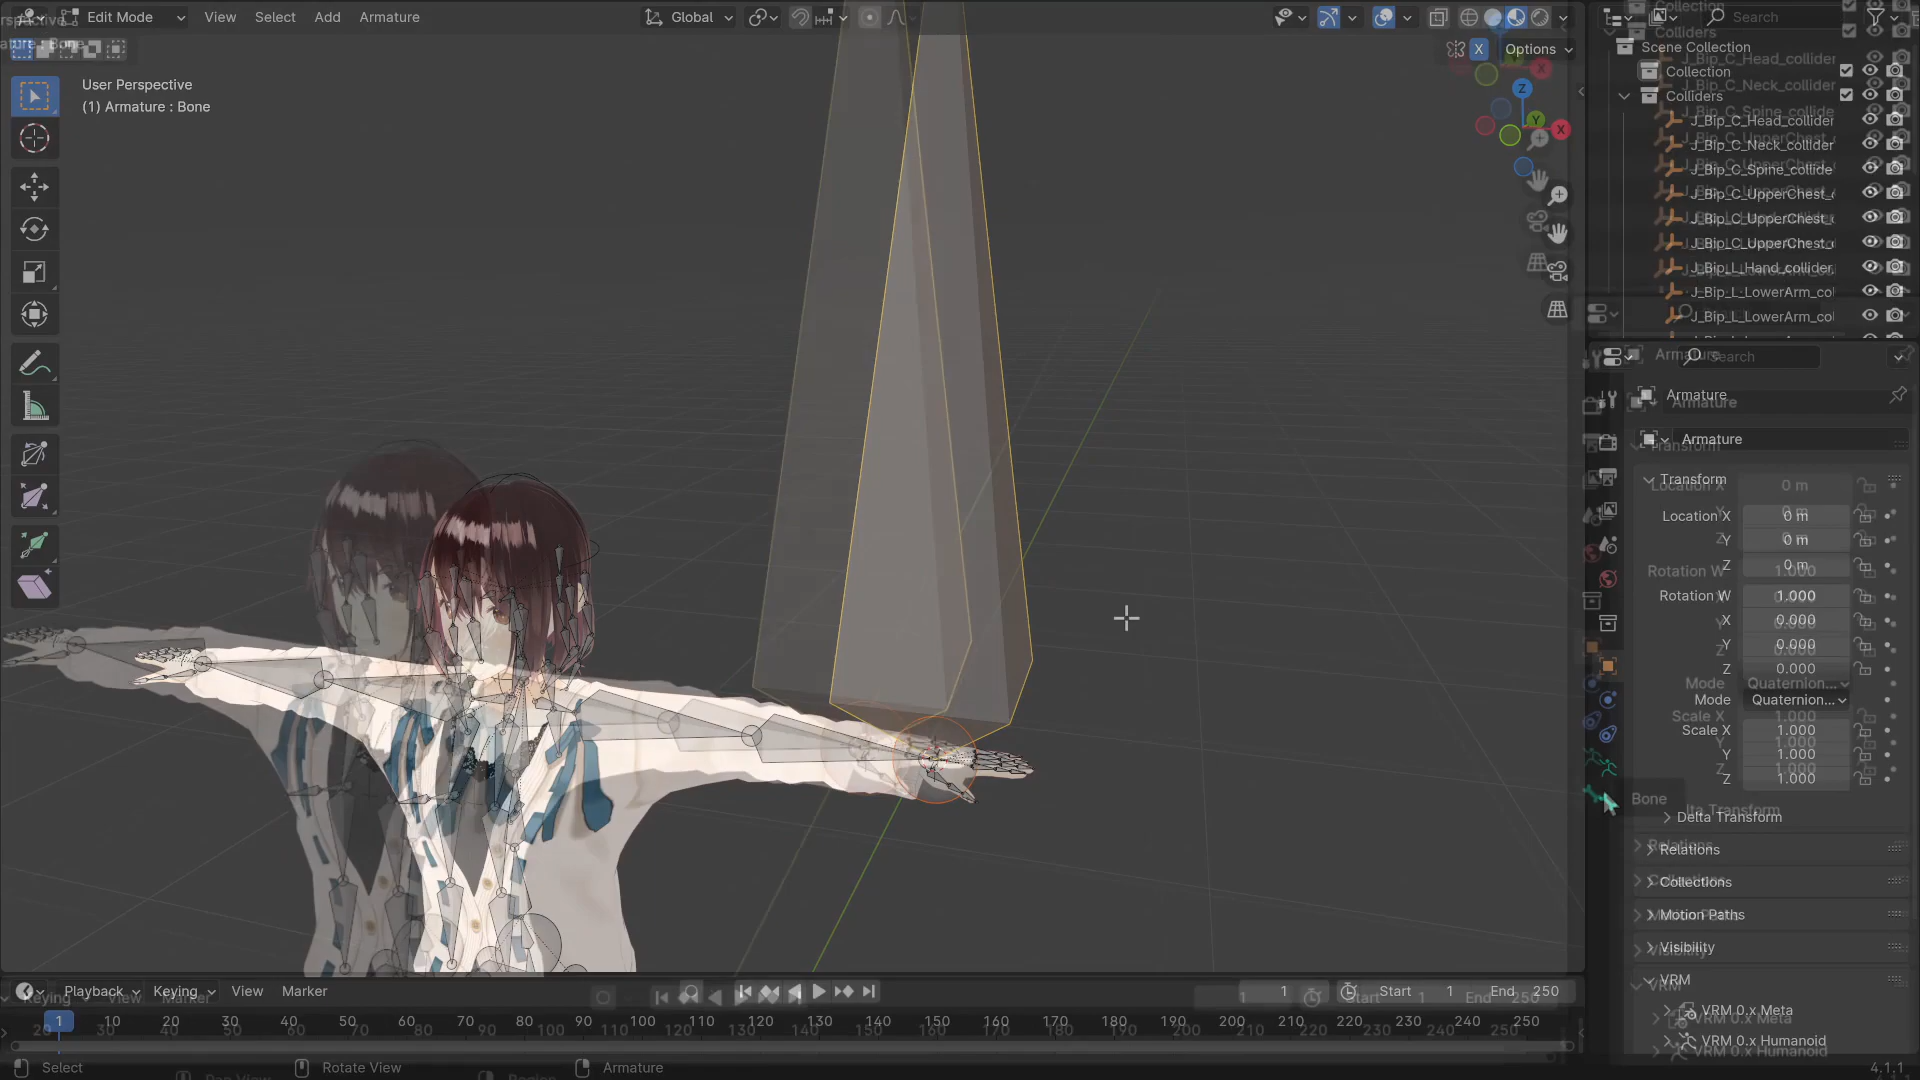 Edit Mode View Select Add Armature Global Search
Options
Scene Collection
Collection
Colliders
J_Bip_C_Head_collider
J_Bip_C_Neck_collider
J_Bip_C_Spine_collide
J_Bip_C_UpperChest_c
J_Bip_C_UpperChest_
J_Bip_C_UpperChest_c
J_Bip_L_Hand_collider
J_Bip_L_LowerArm_col
J_Bip_L_LowerArm_col
User Perspective
(1) Armature : Bone
Z
Y
X
X
Search
Armature
Armature
Transform
Location X 0 m
Y 0 m
Z 0 m
Rotation W 1.000
X 0.000
Y 0.000
Z 0.000
Mode Quaternion...
Scale X 1.000
Y 1.000
Z 1.000
Bone
Delta Transform
Relations
Collections
Motion Paths
Visibility
VRM
VRM 0.x Meta
VRM 0.x Humanoid
Playback Keying View Marker 1 Start 1 End 250
1 10 20 30 40 50 60 70 80 90 100 110 120 130 140 150 160 170 180 190 200 210 220 230 240 250
Select Rotate View Armature 4.1.1